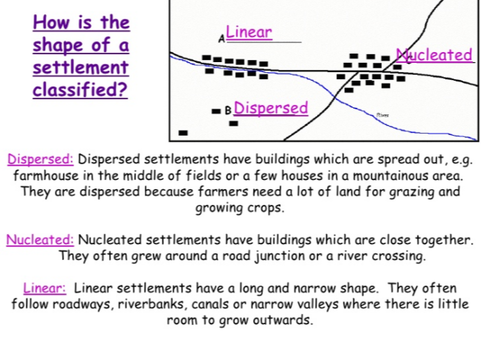 How is the
shape of a
settlement
classified?
A Linear
Nucleated
B Dispersed
River
Dispersed: Dispersed settlements have buildings which are spread out, e.g.
farmhouse in the middle of fields or a few houses in a mountainous area.
They are dispersed because farmers need a lot of land for grazing and
growing crops.
Nucleated: Nucleated settlements have buildings which are close together.
They often grew around a road junction or a river crossing.
Linear: Linear settlements have a long and narrow shape. They often
follow roadways, riverbanks, canals or narrow valleys where there is little
room to grow outwards.